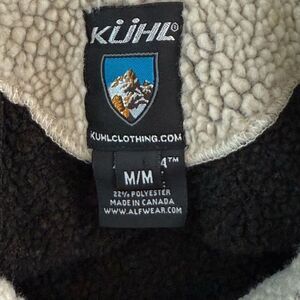 KÜHL®
KUHLCLOTHING.COM
4™
M/M
22% POLYESTER
MADE IN CANADA
WWW.ALFWEAR.COM